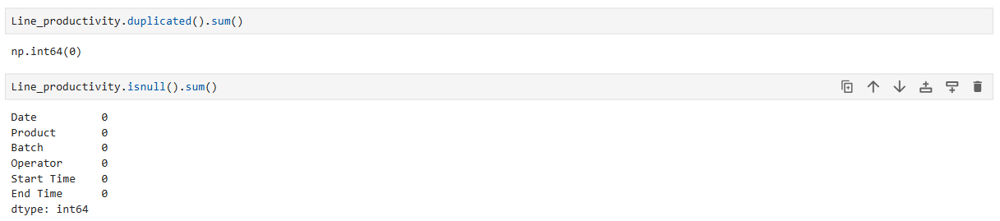 Line_productivity.duplicated().sum()
np.int64(0)
Line_productivity.isnull().sum()
Date 0
Product 0
Batch 0
Operator 0
Start Time 0
End Time 0
dtype: int64